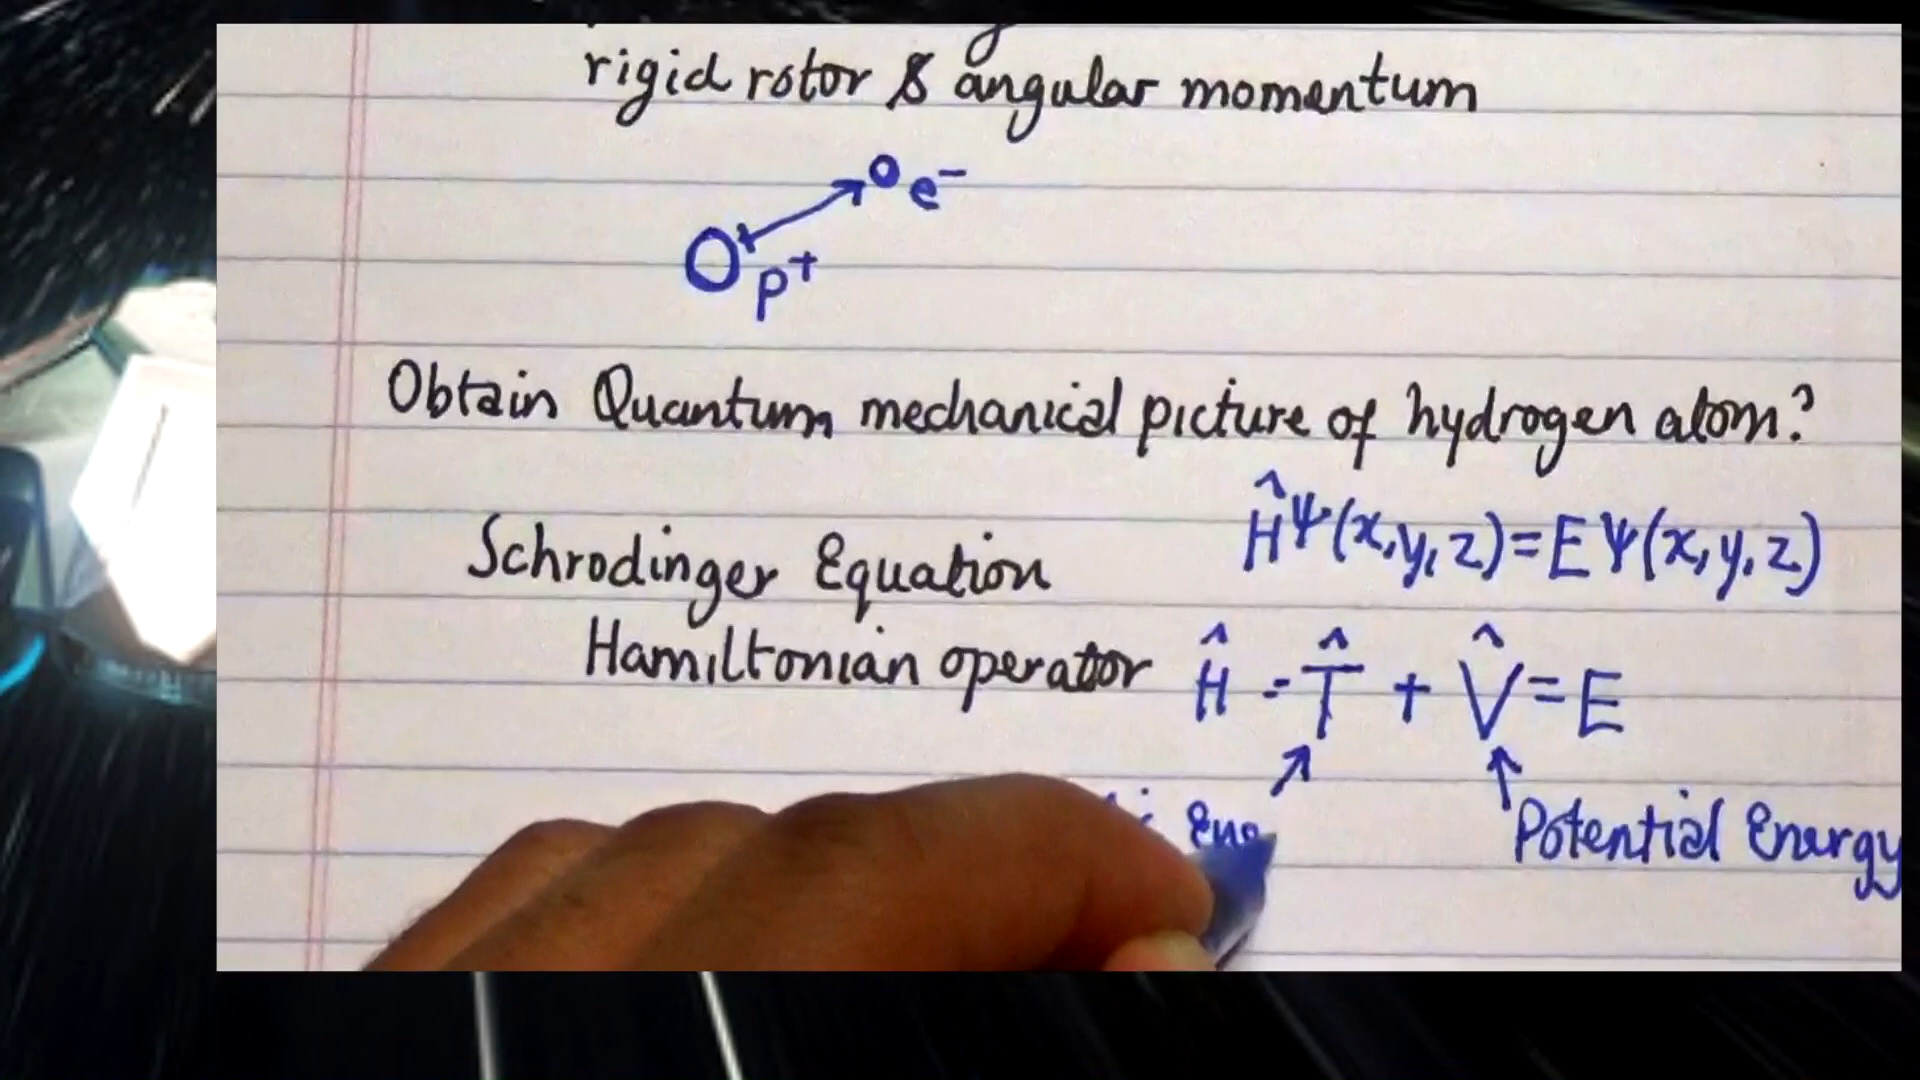 rigid rotor & angular momentum
e⁻
p⁺
Obtain Quantum mechanical picture of hydrogen atom?
ĤΨ(x,y,z)=EΨ(x,y,z)
Schrodinger Equation
Hamiltonian operator Ĥ = T̂ + V̂ = E
Potential Energy